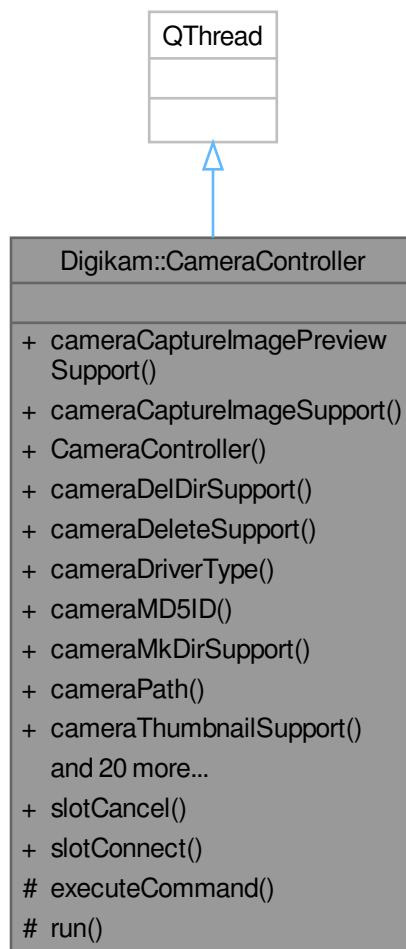 QThread
Digikam::CameraController
+ cameraCaptureImagePreview
Support()
+ cameraCaptureImageSupport()
+ CameraController()
+ cameraDelDirSupport()
+ cameraDeleteSupport()
+ cameraDriverType()
+ cameraMD5ID()
+ cameraMkDirSupport()
+ cameraPath()
+ cameraThumbnailSupport()
and 20 more...
+ slotCancel()
+ slotConnect()
# executeCommand()
# run()